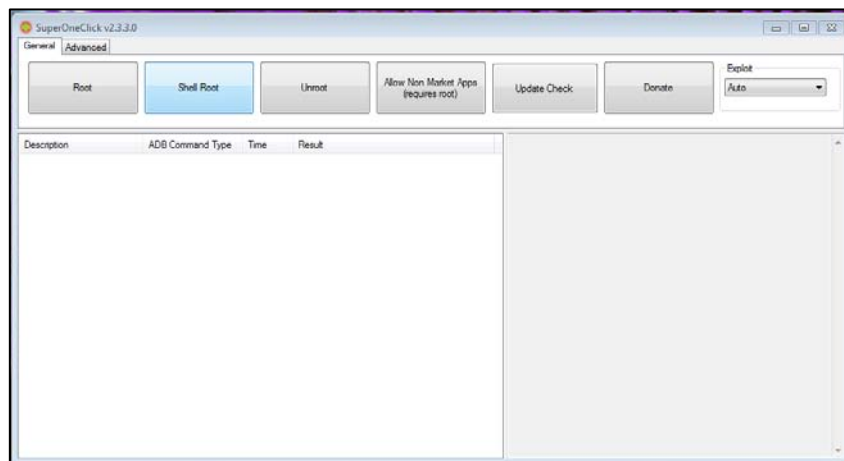 SuperOneClick v2.3.3.0
General Advanced
Root
Shell Root
Unroot
Allow Non Market Apps
(requires root)
Update Check
Donate
Exploit
Auto
Description ADB Command Type Time Result